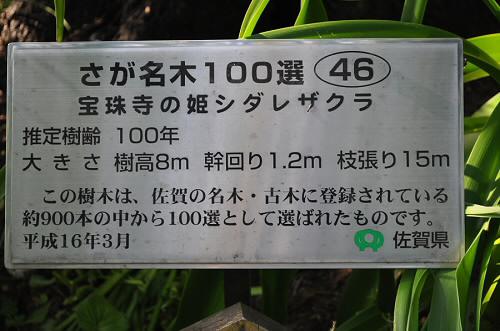 さが名木100選 46
宝珠寺の姫シダレザクラ
推定樹齢 100年
大きさ 樹高8m 幹回り1.2m 枝張り15m
この樹木は、佐賀の名木・古木に登録されている
約900本の中から100選として選ばれたものです。
平成16年3月 佐賀県